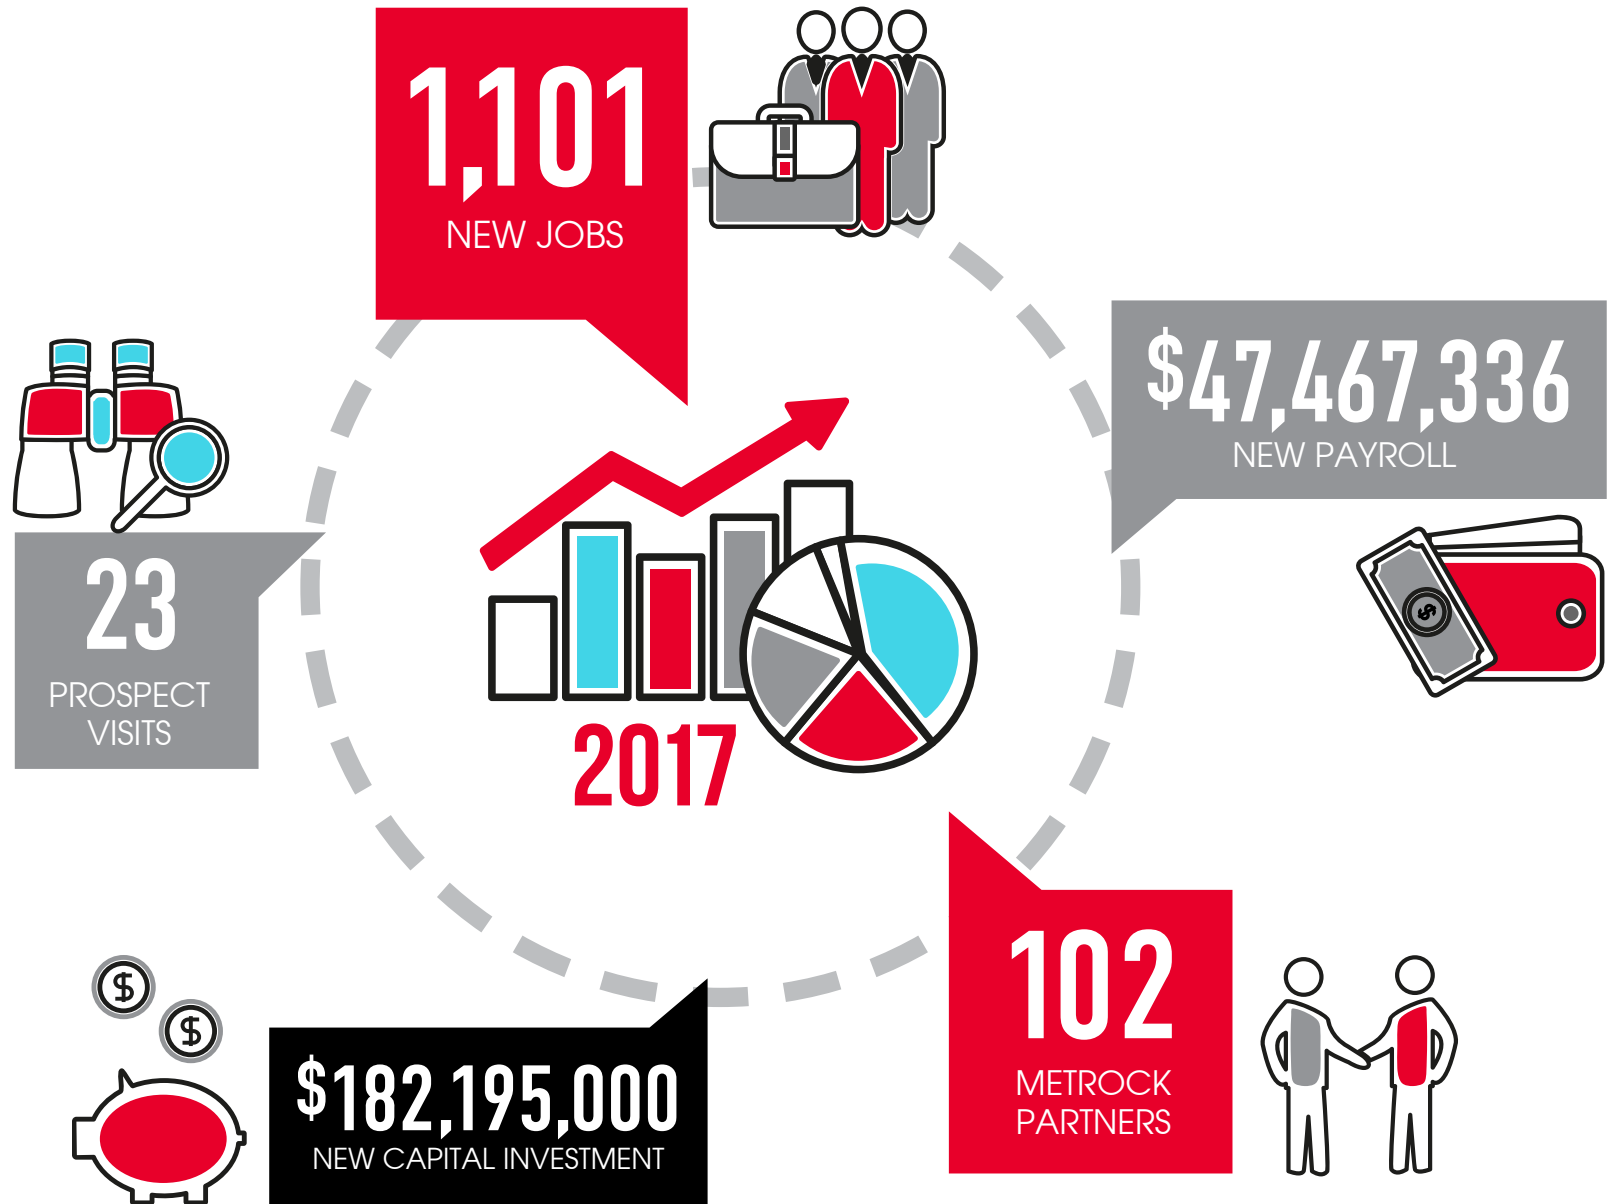 1,101
NEW JOBS
$47,467,336
NEW PAYROLL
$
23
PROSPECT
VISITS
2017
102
METROCK
PARTNERS
$
$
$182,195,000
NEW CAPITAL INVESTMENT